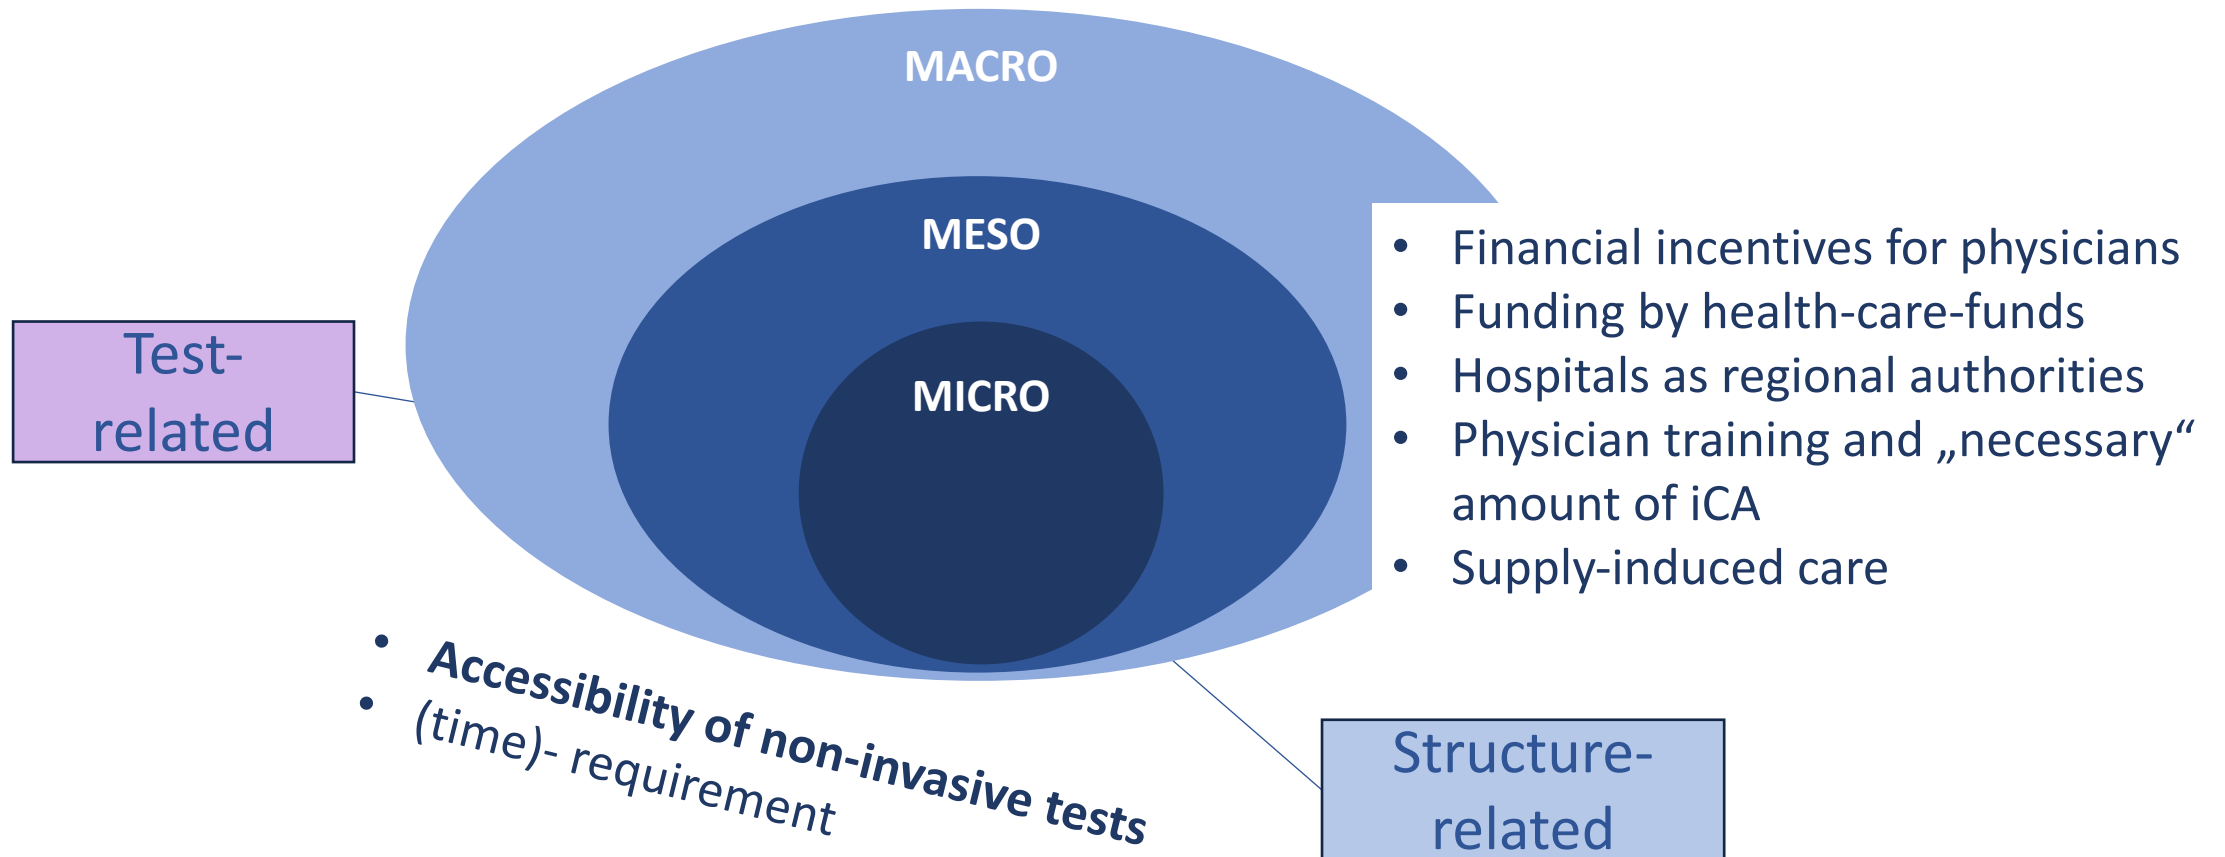 MACRO
MESO
MICRO
Test-
related
• Financial incentives for physicians
• Funding by health-care-funds
• Hospitals as regional authorities
• Physician training and „necessary“
amount of iCA
• Supply-induced care
• Accessibility of non-invasive tests
• (time)- requirement
Structure-
related